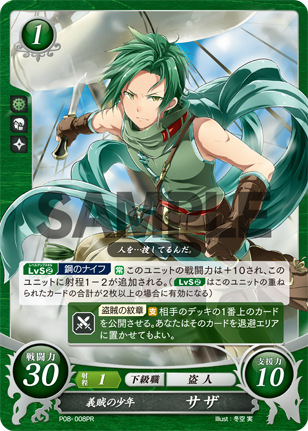 1
SAMPLE
人を…捜してるんだ。
LvS2 鋼のナイフ 常 このユニットの戦闘力は+10され、この
ユニットに射程1-2が追加される。(LvS2はこのユニットの重ね
られたカードの合計が2枚以上の場合に有効になる)
盗賊の紋章 支 相手のデッキの1番上のカード
を公開させる。あなたはそのカードを退避エリア
に置かせてもよい。
戦闘力
30
射程 1 下級職 盗人
支援力
10
義賊の少年 サザ
P08-008PR
Illust:冬空 実